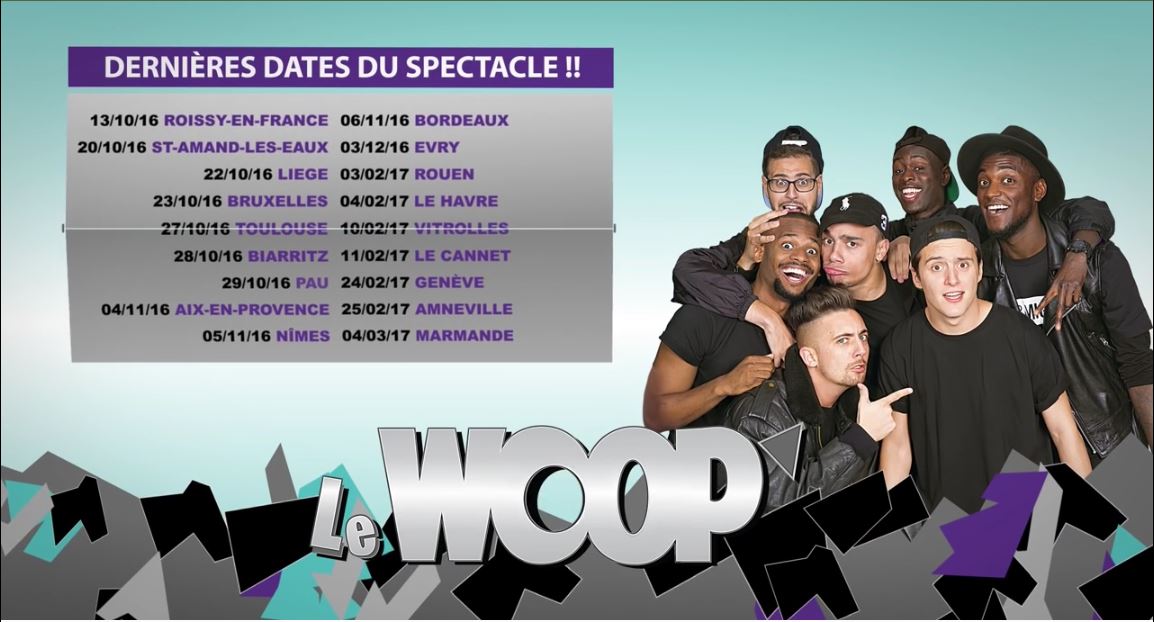 DERNIÈRES DATES DU SPECTACLE !!
13/10/16 ROISSY-EN-FRANCE 06/11/16 BORDEAUX
20/10/16 ST-AMAND-LES-EAUX 03/12/16 EVRY
22/10/16 LIEGE 03/02/17 ROUEN
23/10/16 BRUXELLES 04/02/17 LE HAVRE
27/10/16 TOULOUSE 10/02/17 VITROLLES
28/10/16 BIARRITZ 11/02/17 LE CANNET
29/10/16 PAU 24/02/17 GENÈVE
04/11/16 AIX-EN-PROVENCE 25/02/17 AMNEVILLE
05/11/16 NÎMES 04/03/17 MARMANDE
Le WOOP